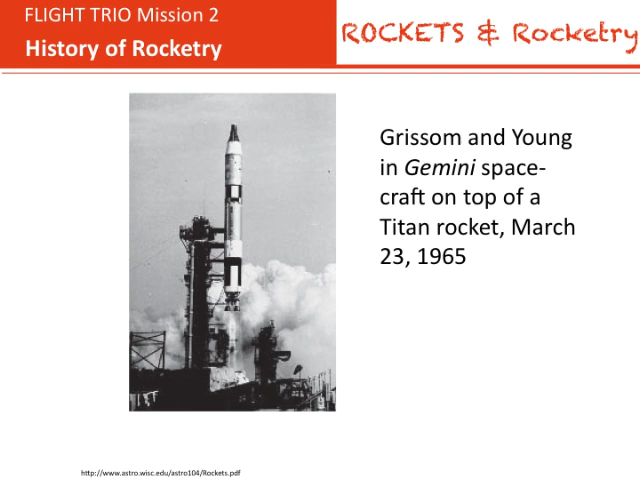 FLIGHT TRIO Mission 2
History of Rocketry
ROCKETS & Rocketry
Grissom and Young
in Gemini space-
craft on top of a
Titan rocket, March
23, 1965
http://www.astro.wisc.edu/astro104/Rockets.pdf